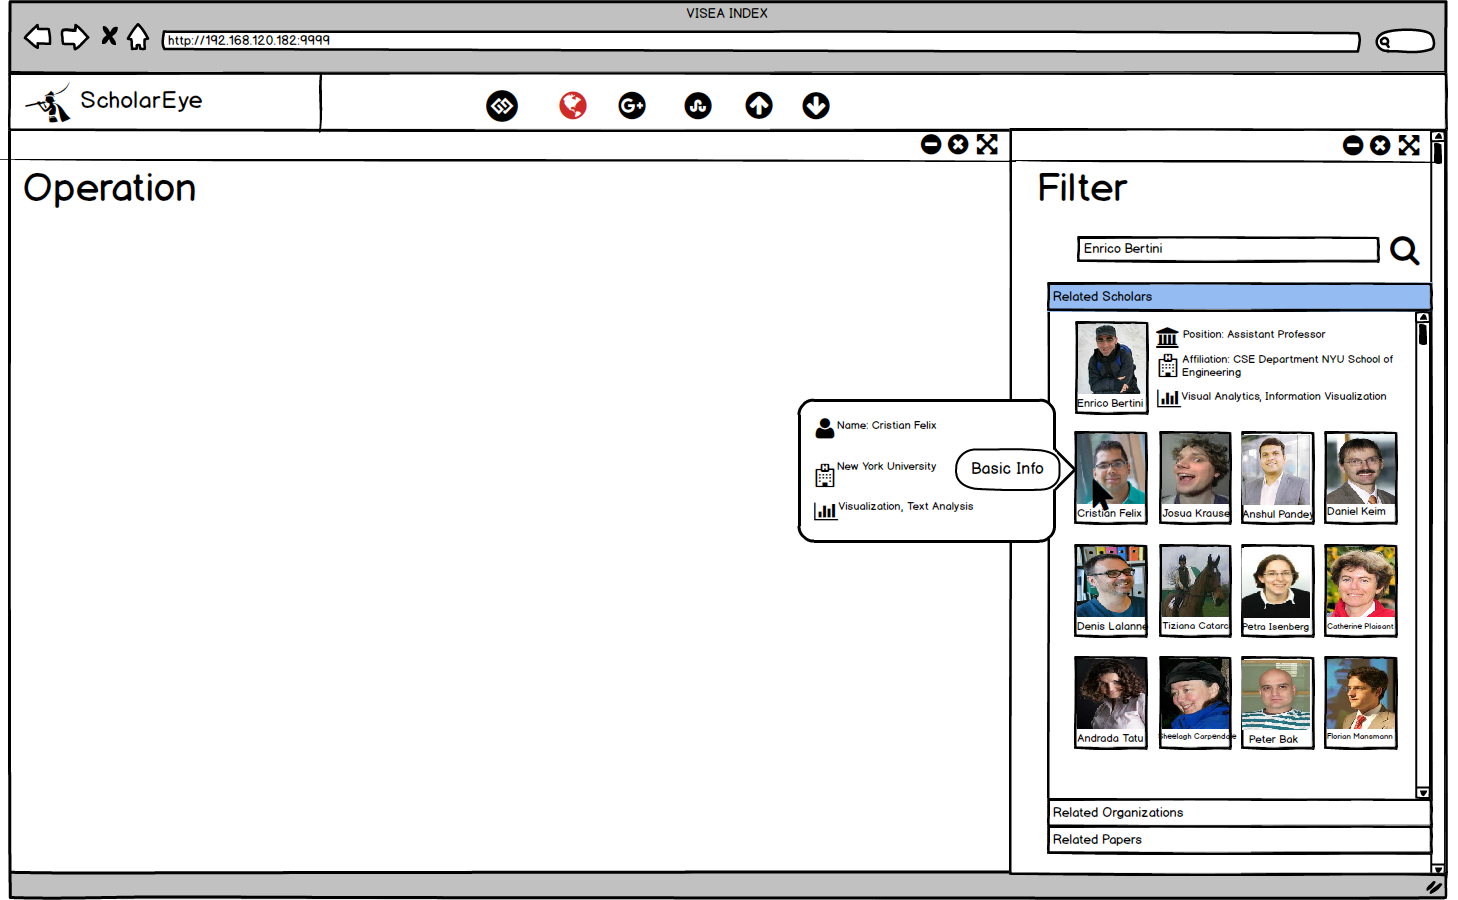 VISEA INDEX
http://192.168.120.182:9999
ScholarEye
G+
Operation
Filter
Enrico Bertini
Related Scholars
Position: Assistant Professor
Affiliation: CSE Department NYU School of
Engineering
Visual Analytics, Information Visualization
Enrico Bertini
Name: Cristian Felix
New York University
Basic Info
Visualization, Text Analysis
Cristian Felix
Josua Krause
Anshul Pandey
Daniel Keim
Denis Lalanne
Tiziana Catarc
Petra Isenberg
Catherine Plaisant
Andrada Tatu
Sheelagh Carpendale
Peter Bak
Florian Mansmann
Related Organizations
Related Papers